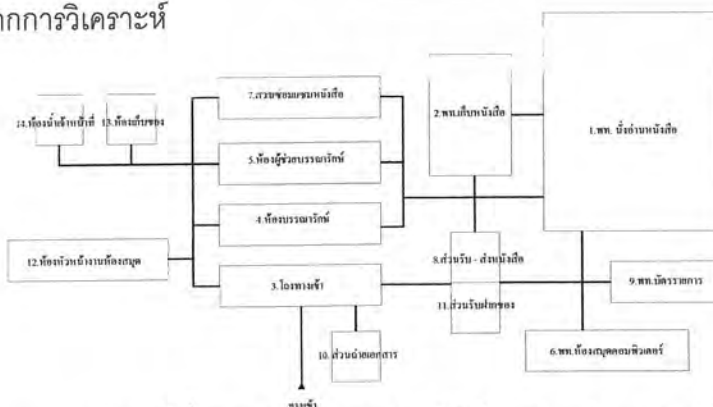 ากการวิเคราะห์
7.ส่วนซ่อมแซมหนังสือ
2.พท.เก็บหนังสือ
1.พท. นั่งอ่านหนังสือ
14.ห้องน้ำเจ้าหน้าที่
13.ห้องเก็บของ
5.ห้องผู้ช่วยบรรณารักษ์
4.ห้องบรรณารักษ์
12.ห้องหัวหน้างานห้องสมุด
8.ส่วนรับ - ส่งหนังสือ
3.โถงทางเข้า
9.พท.บัตรรายการ
11.ส่วนรับฝากของ
10. ส่วนถ่ายเอกสาร
6.พท.ห้องสมุดคอมพิวเตอร์
ทางเข้า